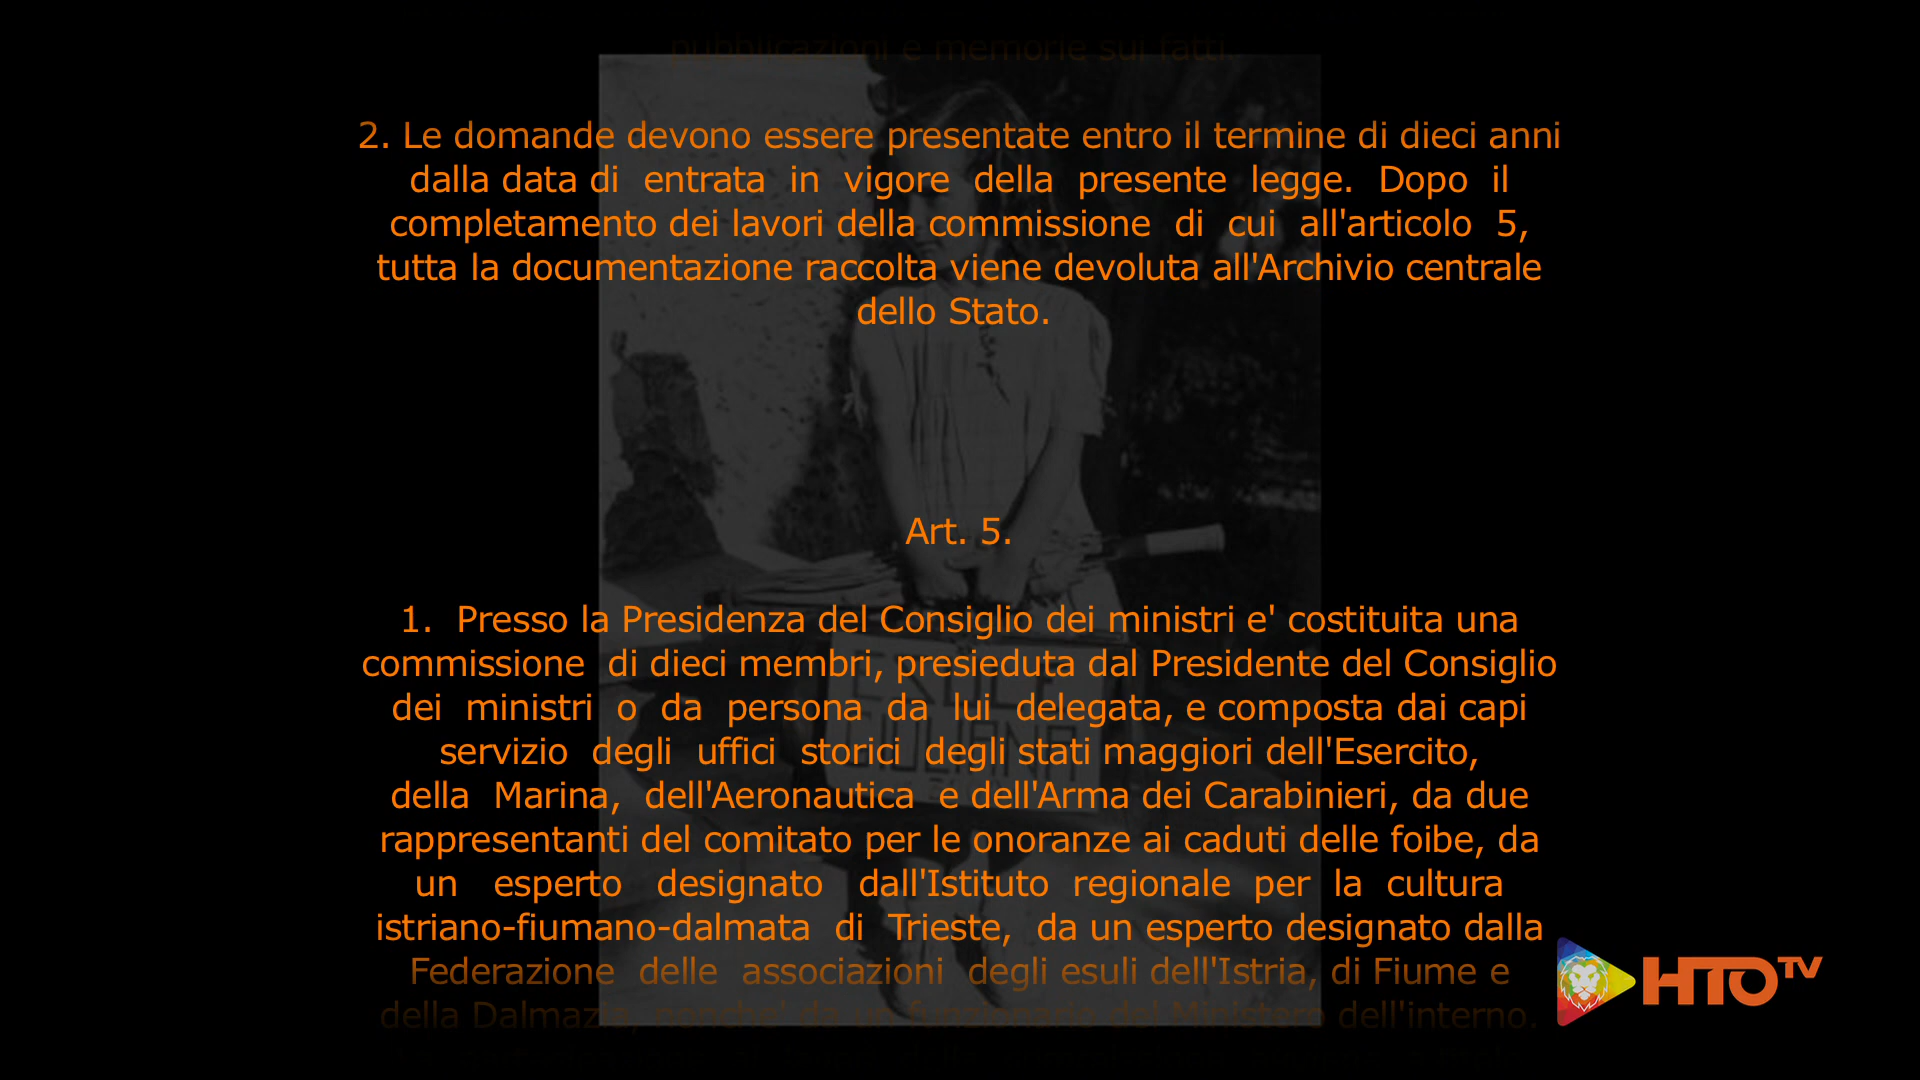 pubblicazioni e memorie sui fatti.
2. Le domande devono essere presentate entro il termine di dieci anni
dalla data di entrata in vigore della presente legge. Dopo il
completamento dei lavori della commissione di cui all'articolo 5,
tutta la documentazione raccolta viene devoluta all'Archivio centrale
dello Stato.
Art. 5.
1. Presso la Presidenza del Consiglio dei ministri e' costituita una
commissione di dieci membri, presieduta dal Presidente del Consiglio
dei ministri o da persona da lui delegata, e composta dai capi
servizio degli uffici storici degli stati maggiori dell'Esercito,
della Marina, dell'Aeronautica e dell'Arma dei Carabinieri, da due
rappresentanti del comitato per le onoranze ai caduti delle foibe, da
un esperto designato dall'Istituto regionale per la cultura
istriano-fiumano-dalmata di Trieste, da un esperto designato dalla
Federazione delle associazioni degli esuli dell'Istria, di Fiume e
della Dalmazia, nonche' da un funzionario del Ministero dell'interno.
ESULE
GIULIANA
HTO TV